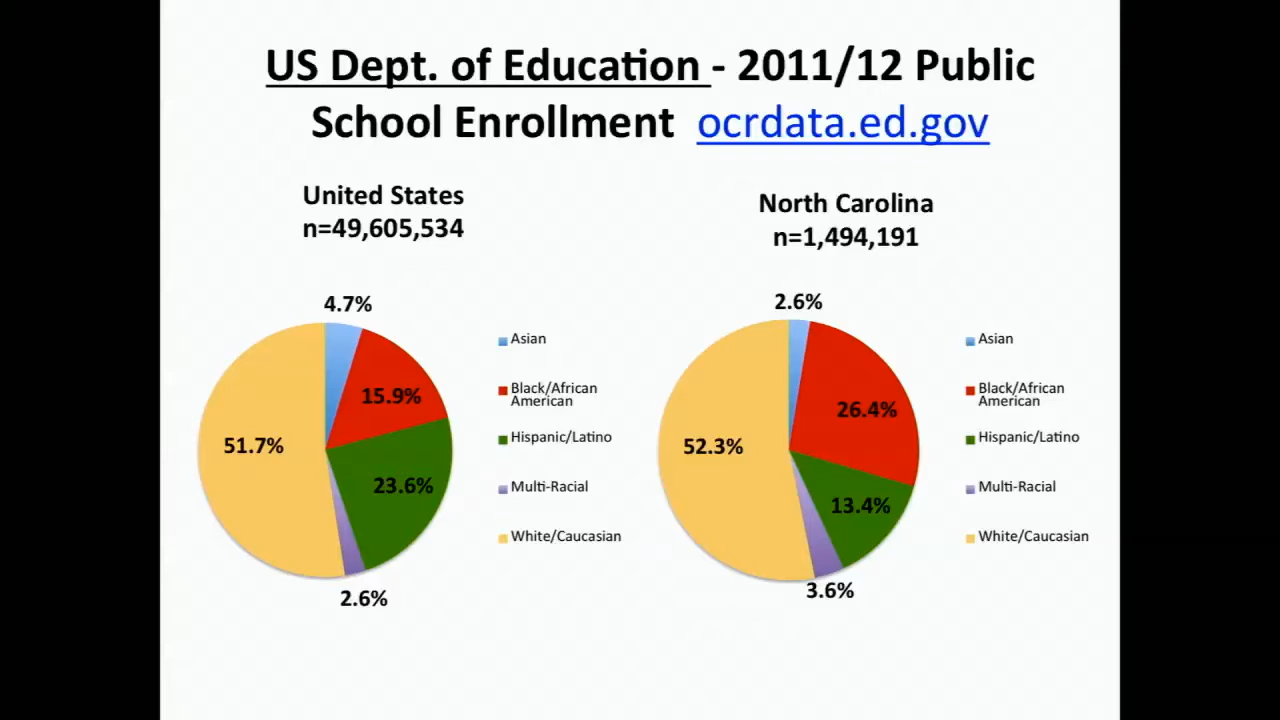 US Dept. of Education - 2011/12 Public
School Enrollment ocrdata.ed.gov
United States
n=49,605,534
4.7%
15.9%
51.7%
23.6%
2.6%
Asian
Black/African
American
Hispanic/Latino
Multi-Racial
White/Caucasian
North Carolina
n=1,494,191
2.6%
26.4%
52.3%
13.4%
3.6%
Asian
Black/African
American
Hispanic/Latino
Multi-Racial
White/Caucasian